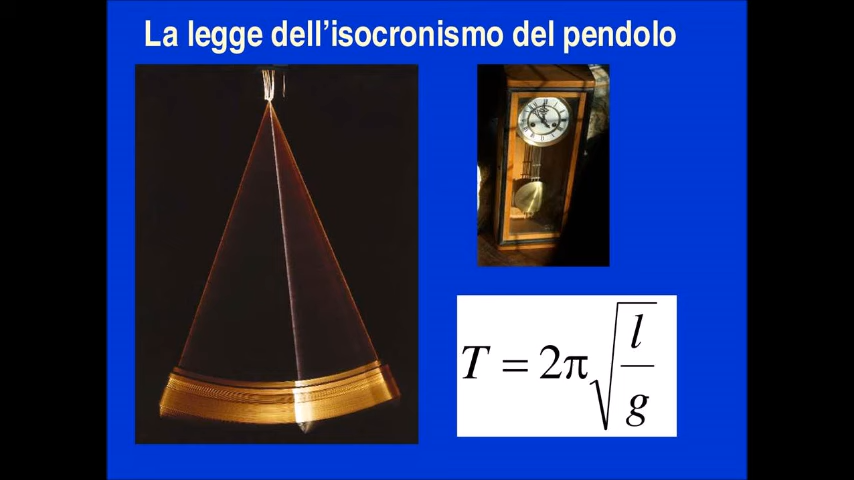 La legge dell'isocronismo del pendolo
T = 2π√(l/g)